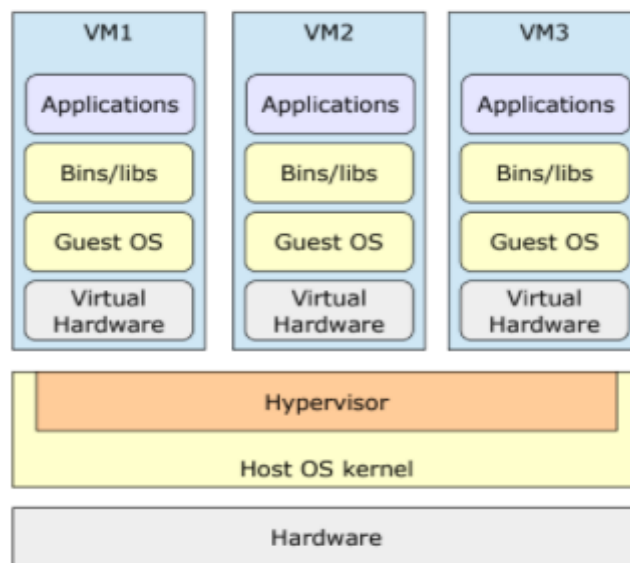 VM1
VM2
VM3
Applications
Applications
Applications
Bins/libs
Bins/libs
Bins/libs
Guest OS
Guest OS
Guest OS
Virtual
Hardware
Virtual
Hardware
Virtual
Hardware
Hypervisor
Host OS kernel
Hardware